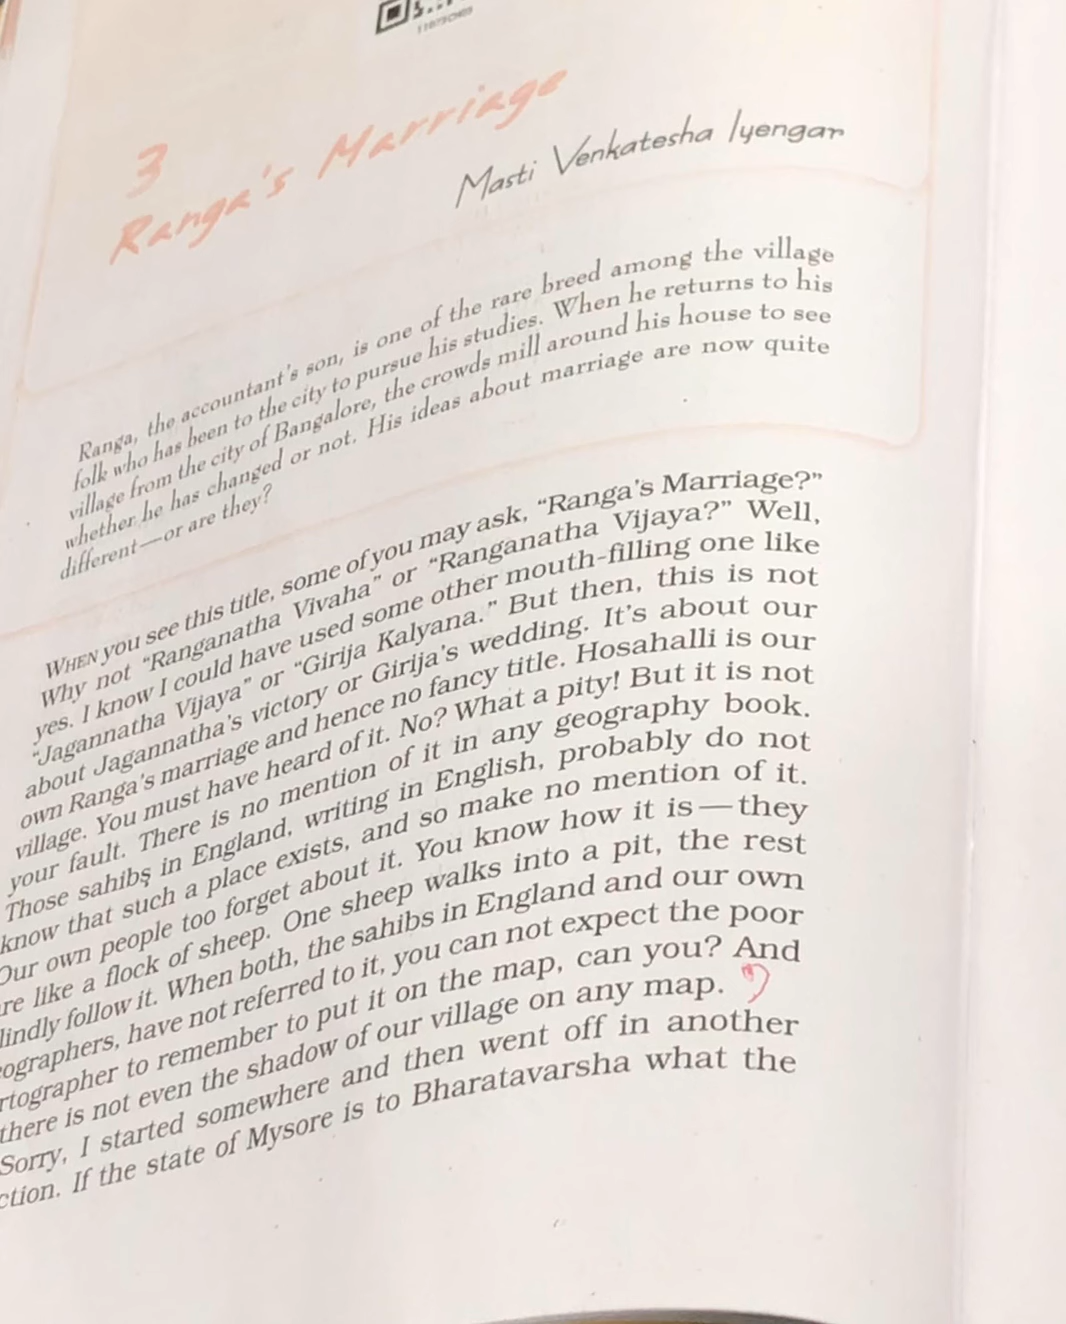 3
Ranga's Marriage
Masti Venkatesha Iyengar
Ranga, the accountant's son, is one of the rare breed among the village
folk who has been to the city to pursue his studies. When he returns to his
village from the city of Bangalore, the crowds mill around his house to see
whether he has changed or not. His ideas about marriage are now quite
different—or are they?
WHEN you see this title, some of you may ask, “Ranga's Marriage?”
Why not “Ranganatha Vivaha” or “Ranganatha Vijaya?” Well,
yes. I know I could have used some other mouth-filling one like
“Jagannatha Vijaya” or “Girija Kalyana.” But then, this is not
about Jagannatha's victory or Girija's wedding. It's about our
own Ranga's marriage and hence no fancy title. Hosahalli is our
village. You must have heard of it. No? What a pity! But it is not
your fault. There is no mention of it in any geography book.
Those sahibs in England, writing in English, probably do not
know that such a place exists, and so make no mention of it.
Our own people too forget about it. You know how it is—they
re like a flock of sheep. One sheep walks into a pit, the rest
lindly follow it. When both, the sahibs in England and our own
ographers, have not referred to it, you can not expect the poor
rtographer to remember to put it on the map, can you? And
there is not even the shadow of our village on any map.
Sorry, I started somewhere and then went off in another
ction. If the state of Mysore is to Bharatavarsha what the